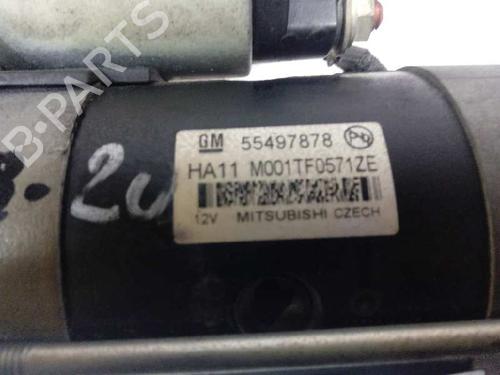 GM 55497878 Pb
HA11 M001TF0571ZE
12V MITSUBISHI CZECH
B-PARTS